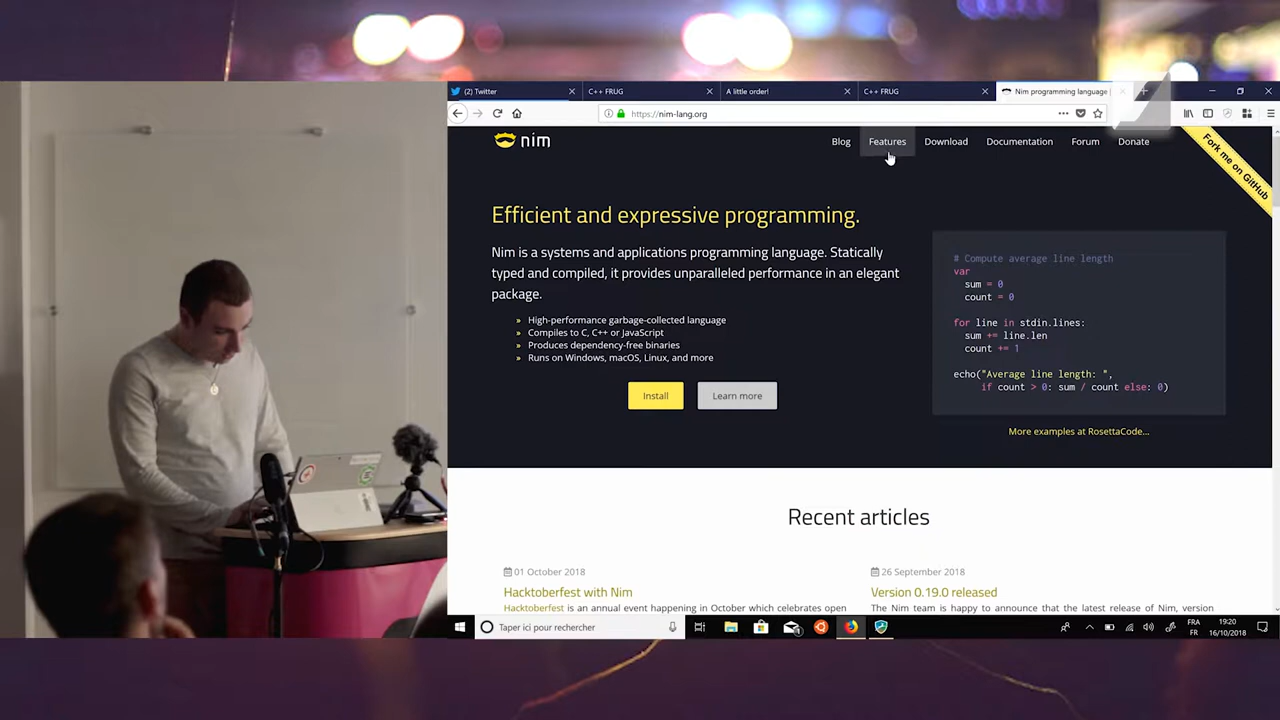 (2) Twitter
C++ FRUG
A little order!
C++ FRUG
Nim programming language |
https://nim-lang.org
nim
Blog
Features
Download
Documentation
Forum
Donate
Fork me on GitHub
Efficient and expressive programming.
Nim is a systems and applications programming language. Statically
typed and compiled, it provides unparalleled performance in an elegant
package.
» High-performance garbage-collected language
» Compiles to C, C++ or JavaScript
» Produces dependency-free binaries
» Runs on Windows, macOS, Linux, and more
Install
Learn more
# Compute average line length
var
sum = 0
count = 0
for line in stdin.lines:
sum += line.len
count += 1
echo("Average line length: ",
if count > 0: sum / count else: 0)
More examples at RosettaCode...
Recent articles
01 October 2018
Hacktoberfest with Nim
Hacktoberfest is an annual event happening in October which celebrates open
26 September 2018
Version 0.19.0 released
The Nim team is happy to announce that the latest release of Nim, version
Taper ici pour rechercher
FRA
FR
19:20
16/10/2018